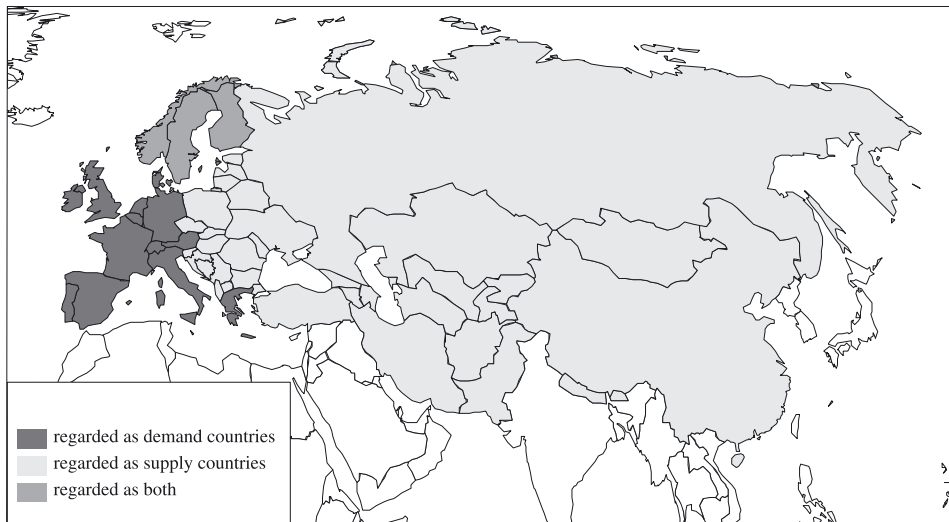 regarded as demand countries
regarded as supply countries
regarded as both